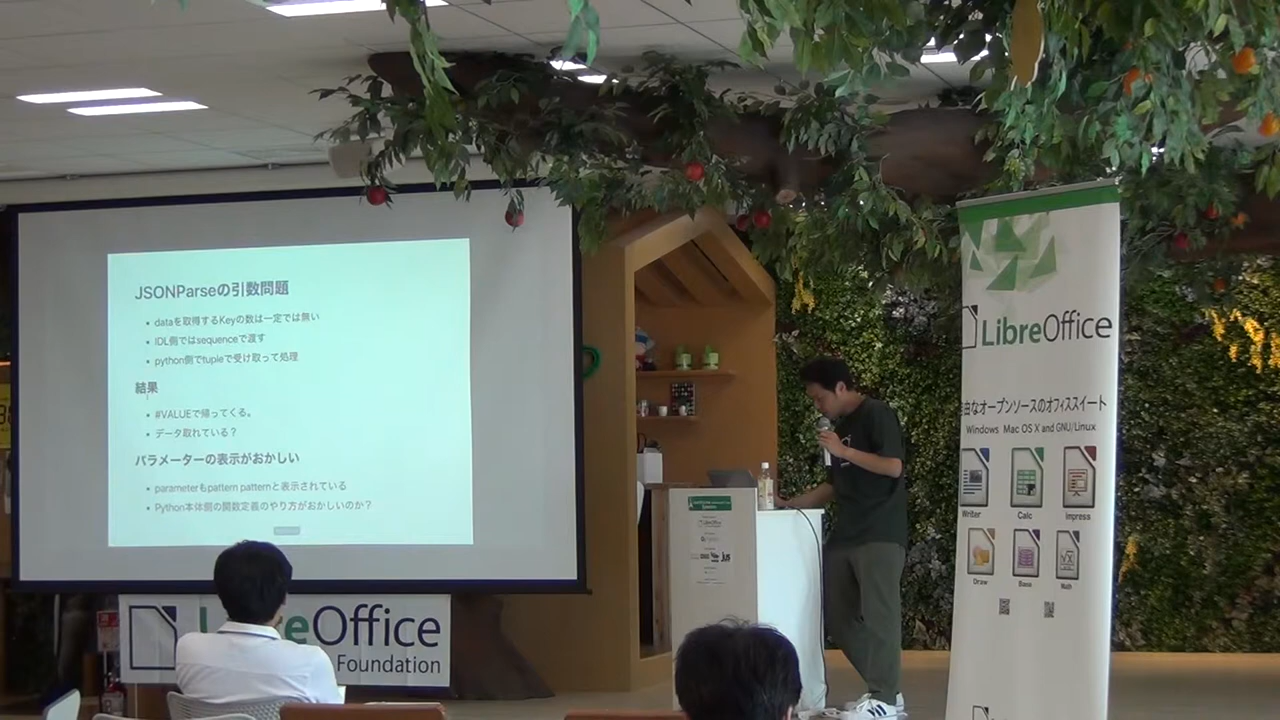 JSONParseの引数問題
dataを取得するKeyの数は一定では無い
IDL側ではsequenceで渡す
python側でtupleで受け取って処理
結果
#VALUEで帰ってくる。
データ取れている？
パラメーターの表示がおかしい
parameterもpattern patternと表示されている
Python本体側の関数定義のやり方がおかしいのか？
LibreOffice
由なオープンソースのオフィススイート
Windows Mac OS X and GNU/Linux
Writer Calc Impress
Draw Base Math
eOffice
Foundation